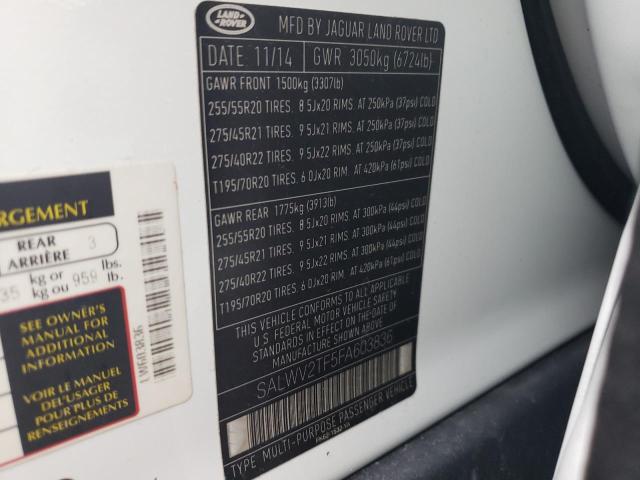 LAND ROVER
MFD BY JAGUAR LAND ROVER LTD
DATE 11/14 GWR 3050kg (6724lb)
GAWR FRONT 1500kg (3307lb)
255/55R20 TIRES. 8 5Jx20 RIMS. AT 250kPa (37psi) COLD
275/45R21 TIRES. 9 5Jx21 RIMS. AT 250kPa (37psi) COLD
275/40R22 TIRES. 9 5Jx22 RIMS. AT 250kPa (37psi) COLD
T195/70R20 TIRES. 6 0Jx20 RIM. AT 420kPa (61psi) COLD
GAWR REAR 1775kg (3913lb)
255/55R20 TIRES. 8 5Jx20 RIMS. AT 300kPa (44psi) COLD
275/45R21 TIRES. 9 5Jx21 RIMS. AT 300kPa (44psi) COLD
275/40R22 TIRES. 9 5Jx22 RIMS. AT 300kPa (44psi) COLD
T195/70R20 TIRES. 6 0Jx20 RIM. AT 420kPa (61psi) COLD
THIS VEHICLE CONFORMS TO ALL APPLICABLE
U.S. FEDERAL MOTOR VEHICLE SAFETY
STANDARDS IN EFFECT ON THE DATE OF
MANUFACTURE SHOWN ABOVE.
SALWV2TF5FA603836
TYPE MULTI-PURPOSE PASSENGER VEHICLE
RGEMENT
REAR 3
ARRIÈRE
35 kg or 959 lbs.
kg ou lb.
SEE OWNER'S
MANUAL FOR
ADDITIONAL
INFORMATION
VOIR LE MANUEL
DE L'USAGER
POUR PLUS DE
RENSEIGNEMENTS
LW603836